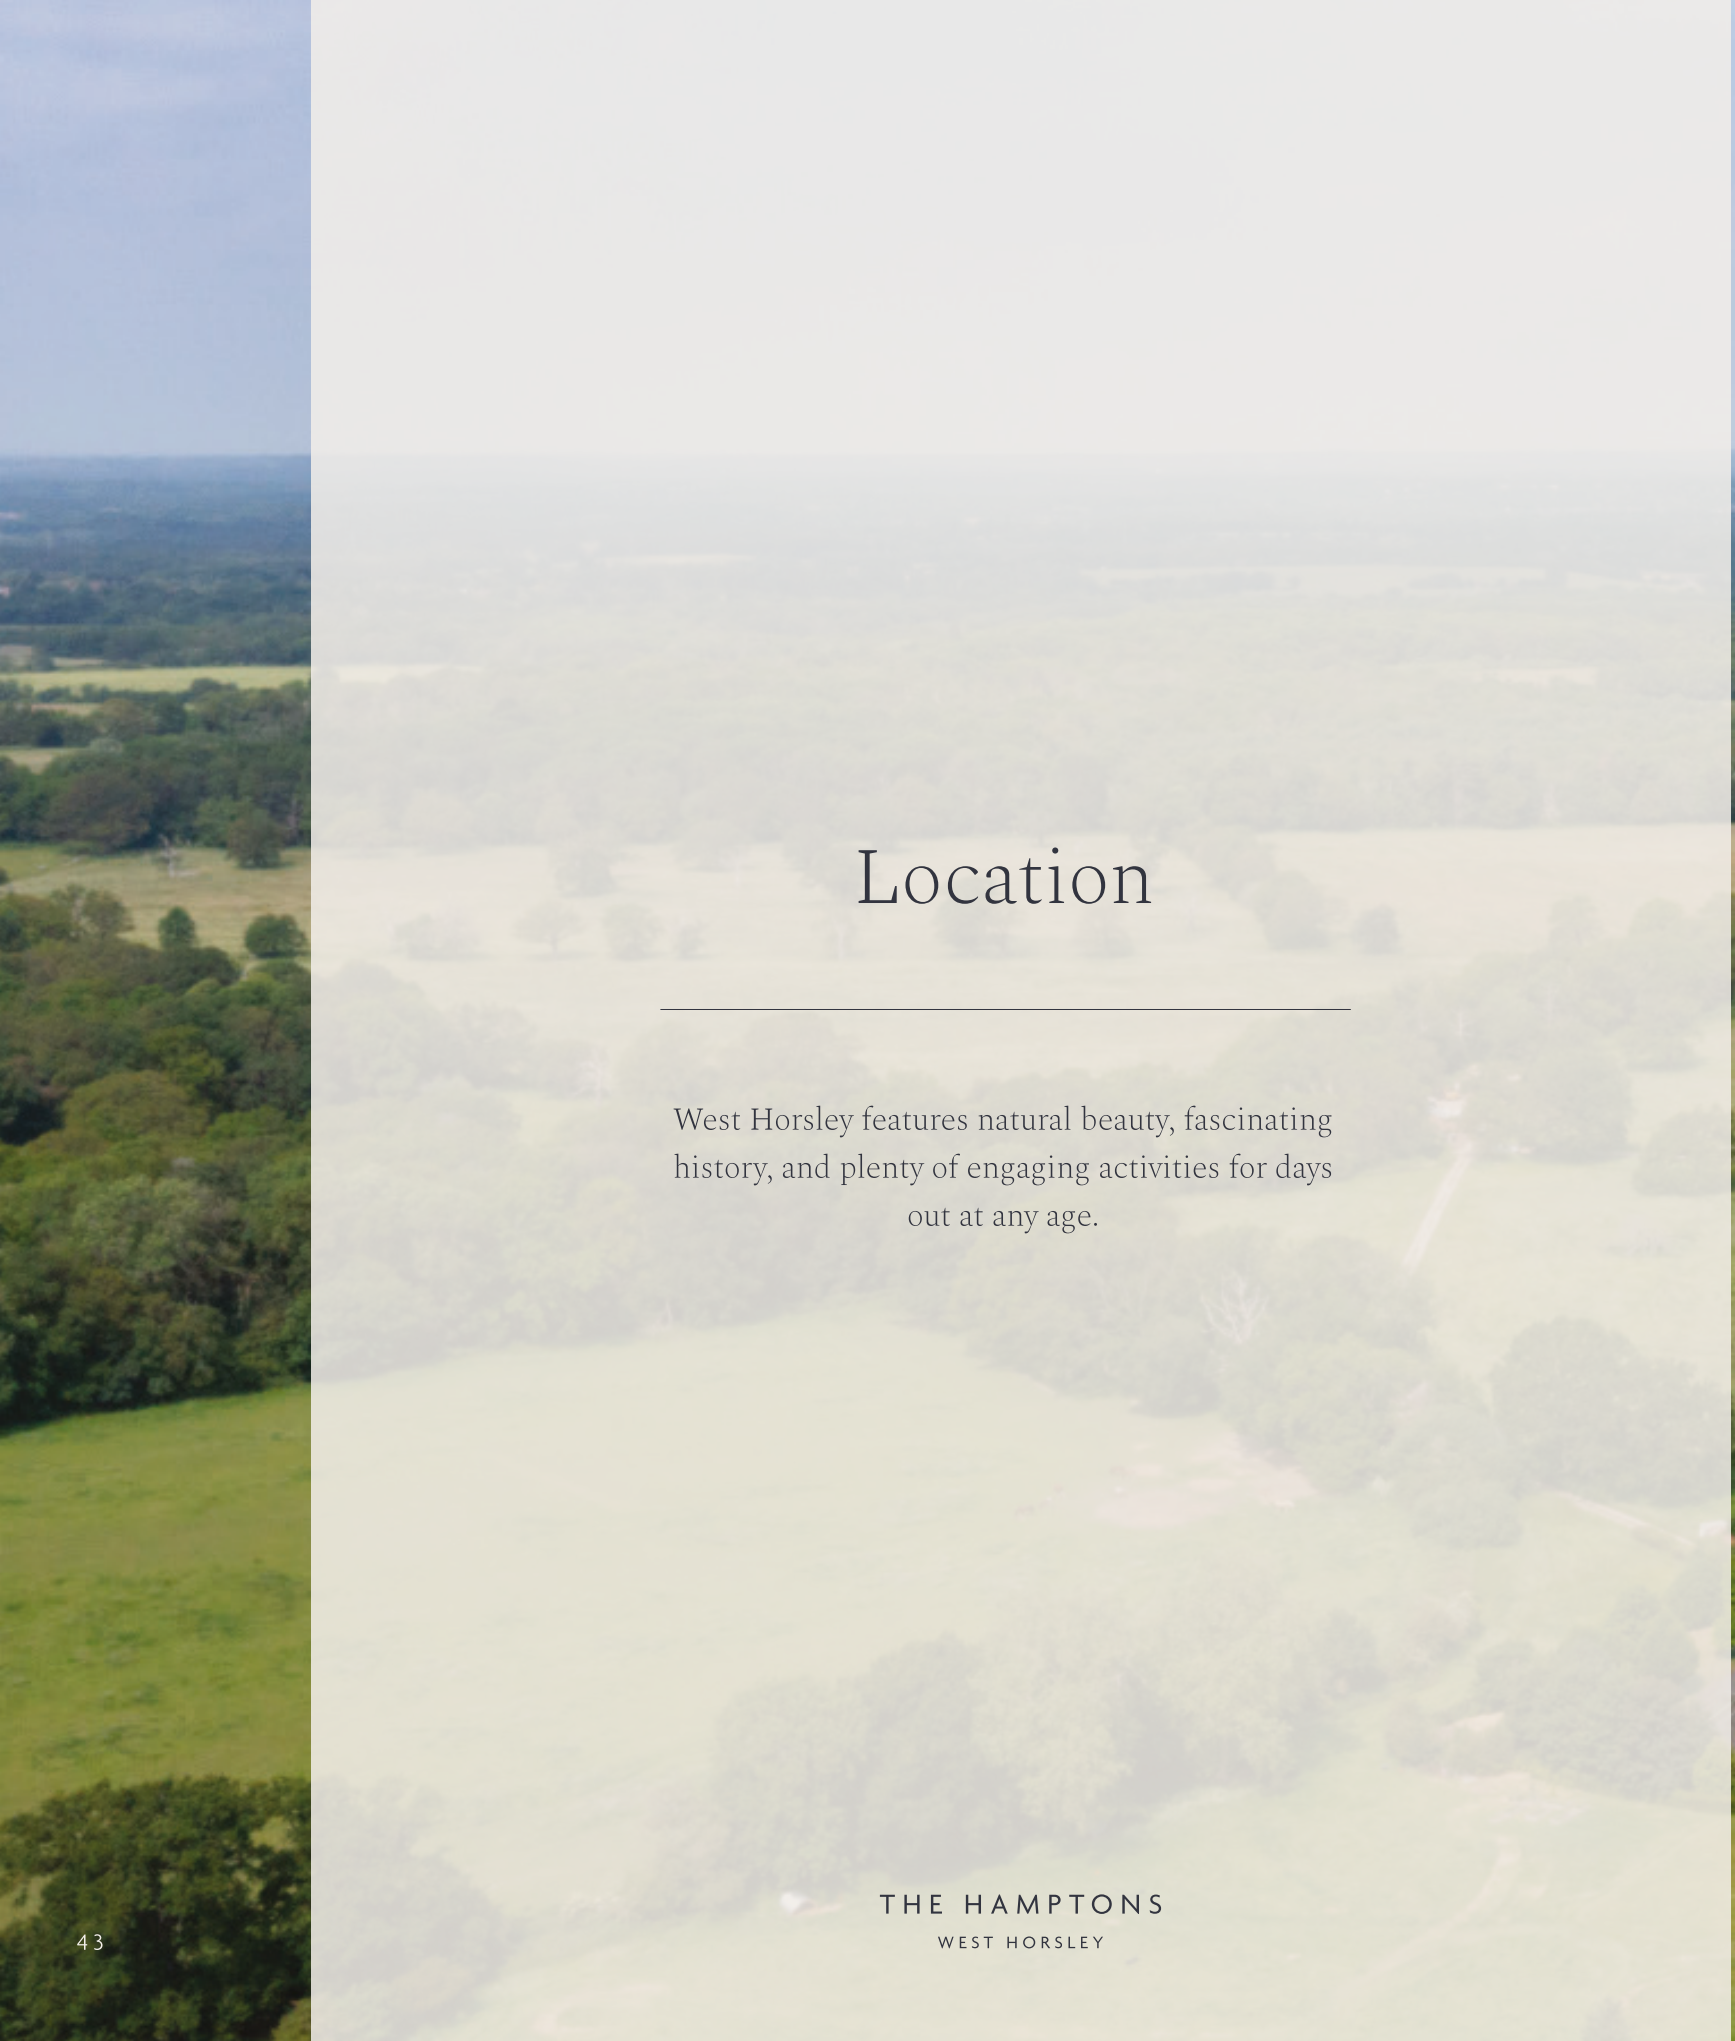 Location
West Horsley features natural beauty, fascinating
history, and plenty of engaging activities for days
out at any age.
THE HAMPTONS
WEST HORSLEY
43